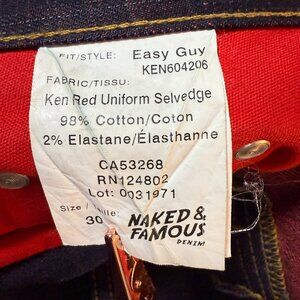 FIT/STYLE: Easy Guy
KEN604206
FABRIC/TISSU:
Ken Red Uniform Selvedge
98% Cotton/Coton
2% Elastane/Élasthanne
CA53268
RN124802
Lot: 0031971
Size / Taille:
30
NAKED &
FAMOUS
DENIM